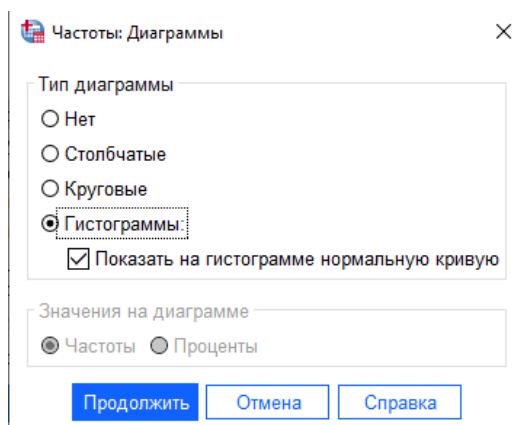 Частоты: Диаграммы
Тип диаграммы
Нет
Столбчатые
Круговые
Гистограммы:
Показать на гистограмме нормальную кривую
Значения на диаграмме
Частоты Проценты
Продолжить Отмена Справка